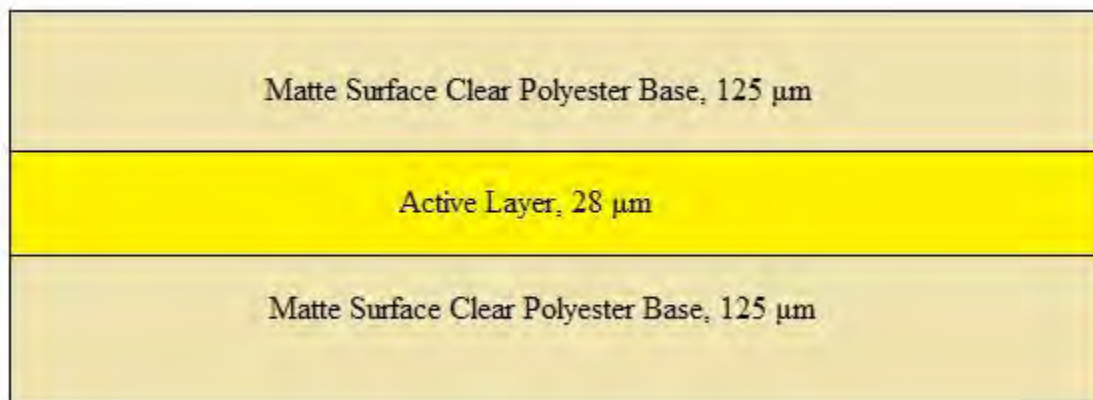 Matte Surface Clear Polyester Base, 125 µm
Active Layer, 28 µm
Matte Surface Clear Polyester Base, 125 µm